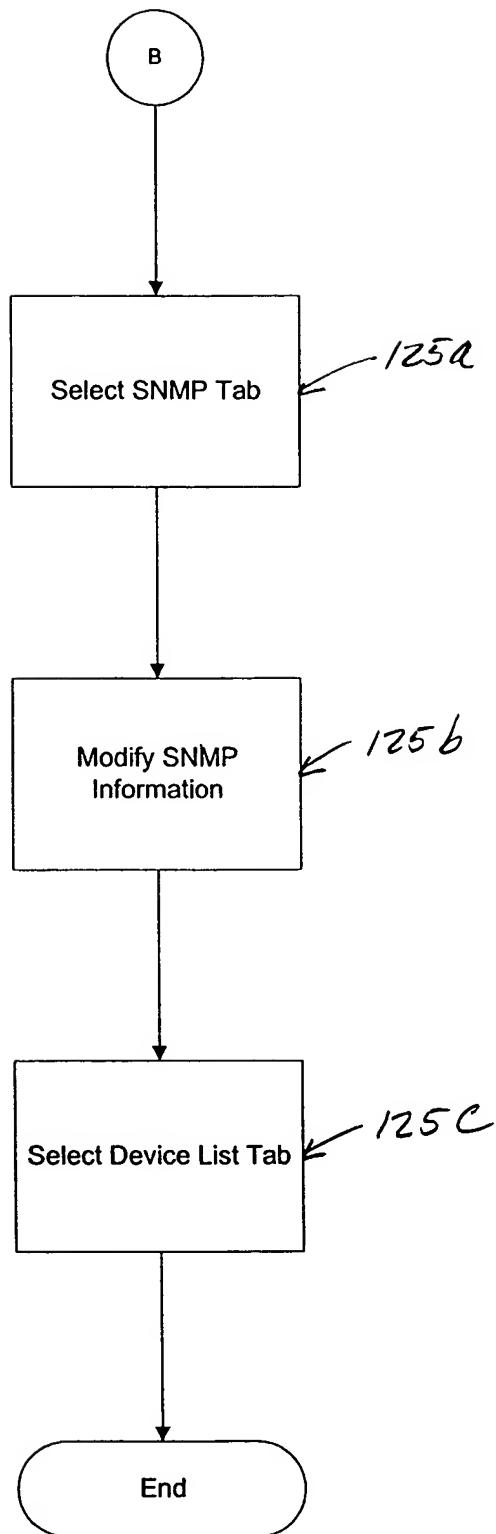 B
Select SNMP Tab
125a
Modify SNMP
Information
125b
Select Device List Tab
125C
End